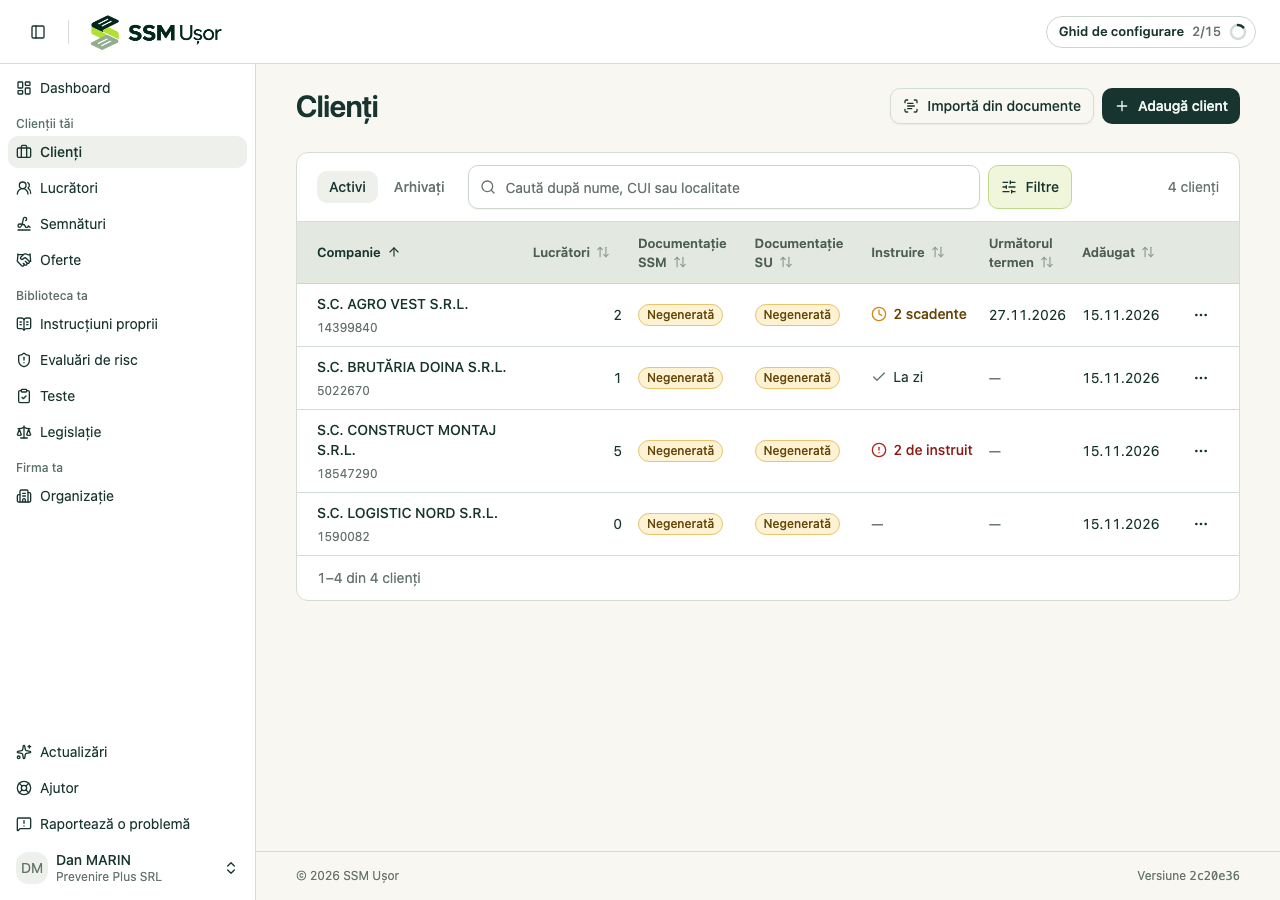 SSM Ușor
Ghid de configurare 2/15
Dashboard
Clienții tăi
Clienți
Lucrători
Semnături
Oferte
Biblioteca ta
Instrucțiuni proprii
Evaluări de risc
Teste
Legislație
Firma ta
Organizație
Actualizări
Ajutor
Raportează o problemă
DM
Dan MARIN
Prevenire Plus SRL
Clienți
Importă din documente
Adaugă client
Activi
Arhivați
Caută după nume, CUI sau localitate
Filtre
4 clienți
Companie
Lucrători
Documentație
SSM
Documentație
SU
Instruire
Următorul
termen
Adăugat
S.C. AGRO VEST S.R.L.
14399840
2
Negenerată
Negenerată
2 scadente
27.11.2026
15.11.2026
S.C. BRUTĂRIA DOINA S.R.L.
5022670
1
Negenerată
Negenerată
La zi
—
15.11.2026
S.C. CONSTRUCT MONTAJ
S.R.L.
18547290
5
Negenerată
Negenerată
2 de instruit
—
15.11.2026
S.C. LOGISTIC NORD S.R.L.
1590082
0
Negenerată
Negenerată
—
—
15.11.2026
1–4 din 4 clienți
© 2026 SSM Ușor
Versiune 2c20e36